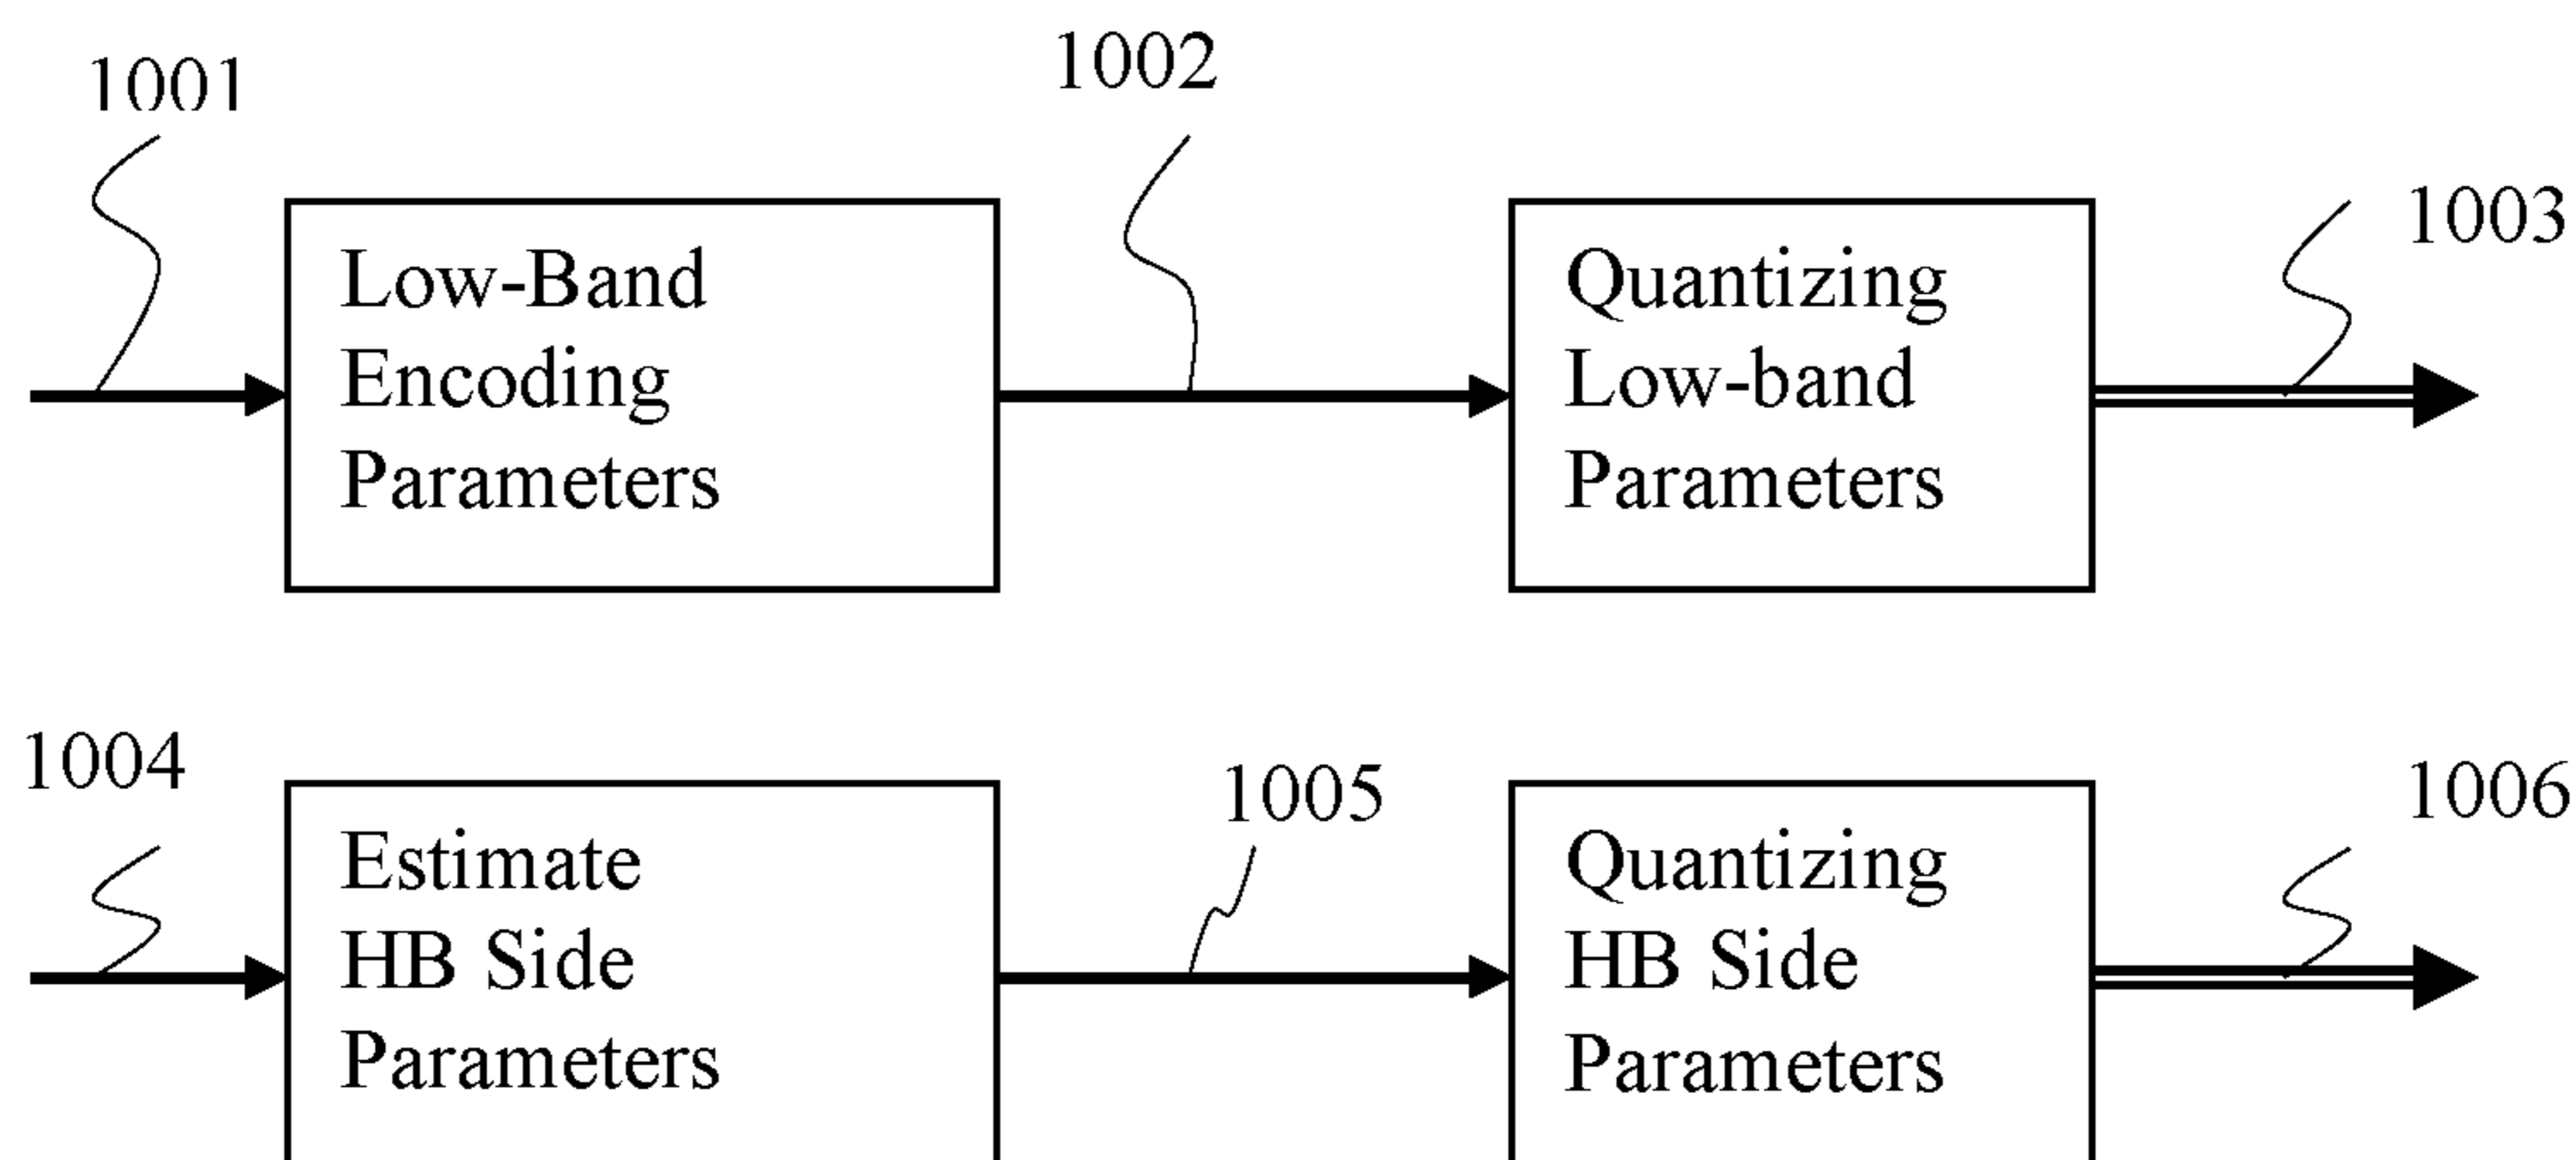 1001
1002
1003
Low-Band
Encoding
Parameters
Quantizing
Low-band
Parameters
1004
1005
1006
Estimate
HB Side
Parameters
Quantizing
HB Side
Parameters